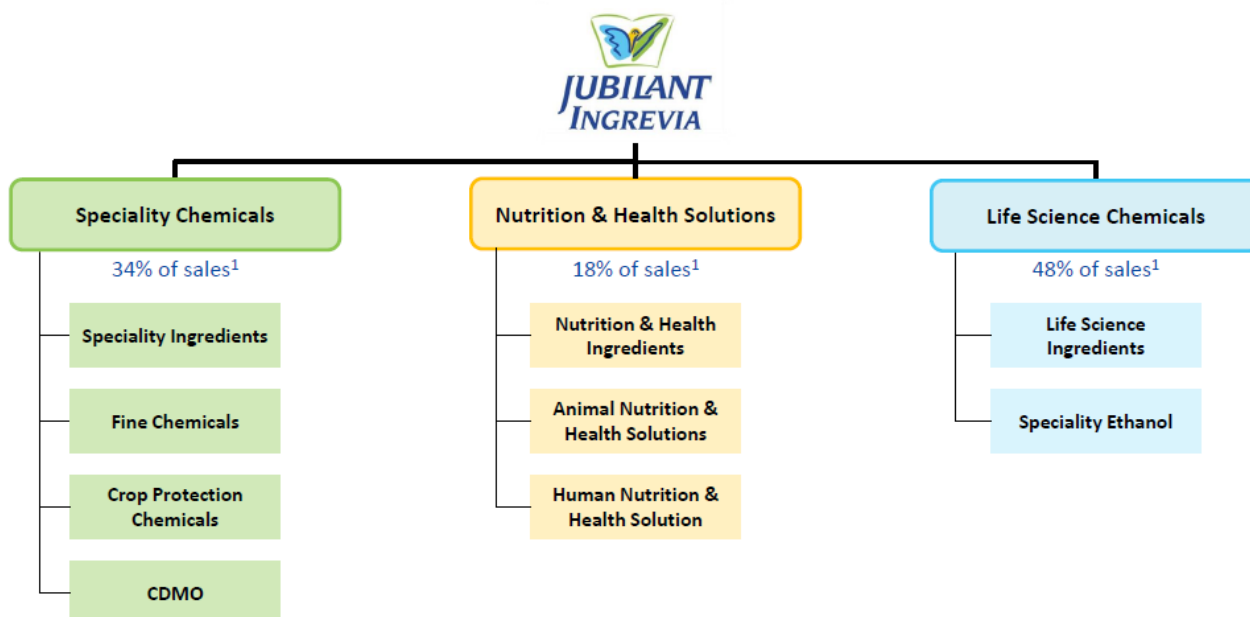 JUBILANT
INGREVIA
Speciality Chemicals
34% of sales¹
Speciality Ingredients
Fine Chemicals
Crop Protection
Chemicals
CDMO
Nutrition & Health Solutions
18% of sales¹
Nutrition & Health
Ingredients
Animal Nutrition &
Health Solutions
Human Nutrition &
Health Solution
Life Science Chemicals
48% of sales¹
Life Science
Ingredients
Speciality Ethanol